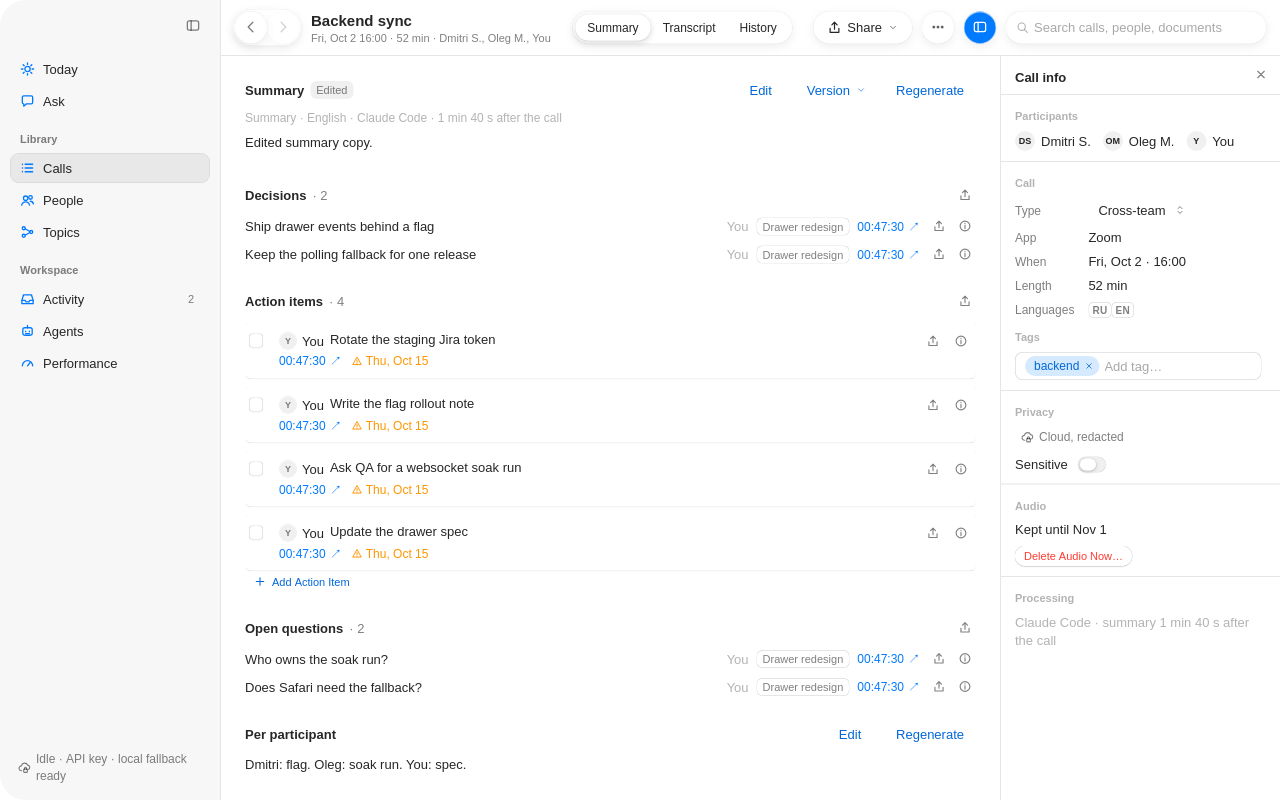 Today
Ask
Library
Calls
People
Topics
Workspace
Activity 2
Agents
Performance
Idle · API key · local fallback
ready
Backend sync
Fri, Oct 2 16:00 · 52 min · Dmitri S., Oleg M., You
Summary Transcript History
Share
Search calls, people, documents
Summary Edited
Edit Version Regenerate
Summary · English · Claude Code · 1 min 40 s after the call
Edited summary copy.
Decisions · 2
Ship drawer events behind a flag You Drawer redesign 00:47:30
Keep the polling fallback for one release You Drawer redesign 00:47:30
Action items · 4
Y You Rotate the staging Jira token
00:47:30 Thu, Oct 15
Y You Write the flag rollout note
00:47:30 Thu, Oct 15
Y You Ask QA for a websocket soak run
00:47:30 Thu, Oct 15
Y You Update the drawer spec
00:47:30 Thu, Oct 15
Add Action Item
Open questions · 2
Who owns the soak run? You Drawer redesign 00:47:30
Does Safari need the fallback? You Drawer redesign 00:47:30
Per participant Edit Regenerate
Dmitri: flag. Oleg: soak run. You: spec.
Call info
Participants
DS Dmitri S. OM Oleg M. Y You
Call
Type Cross-team
App Zoom
When Fri, Oct 2 · 16:00
Length 52 min
Languages RU EN
Tags
backend Add tag…
Privacy
Cloud, redacted
Sensitive
Audio
Kept until Nov 1
Delete Audio Now…
Processing
Claude Code · summary 1 min 40 s after
the call